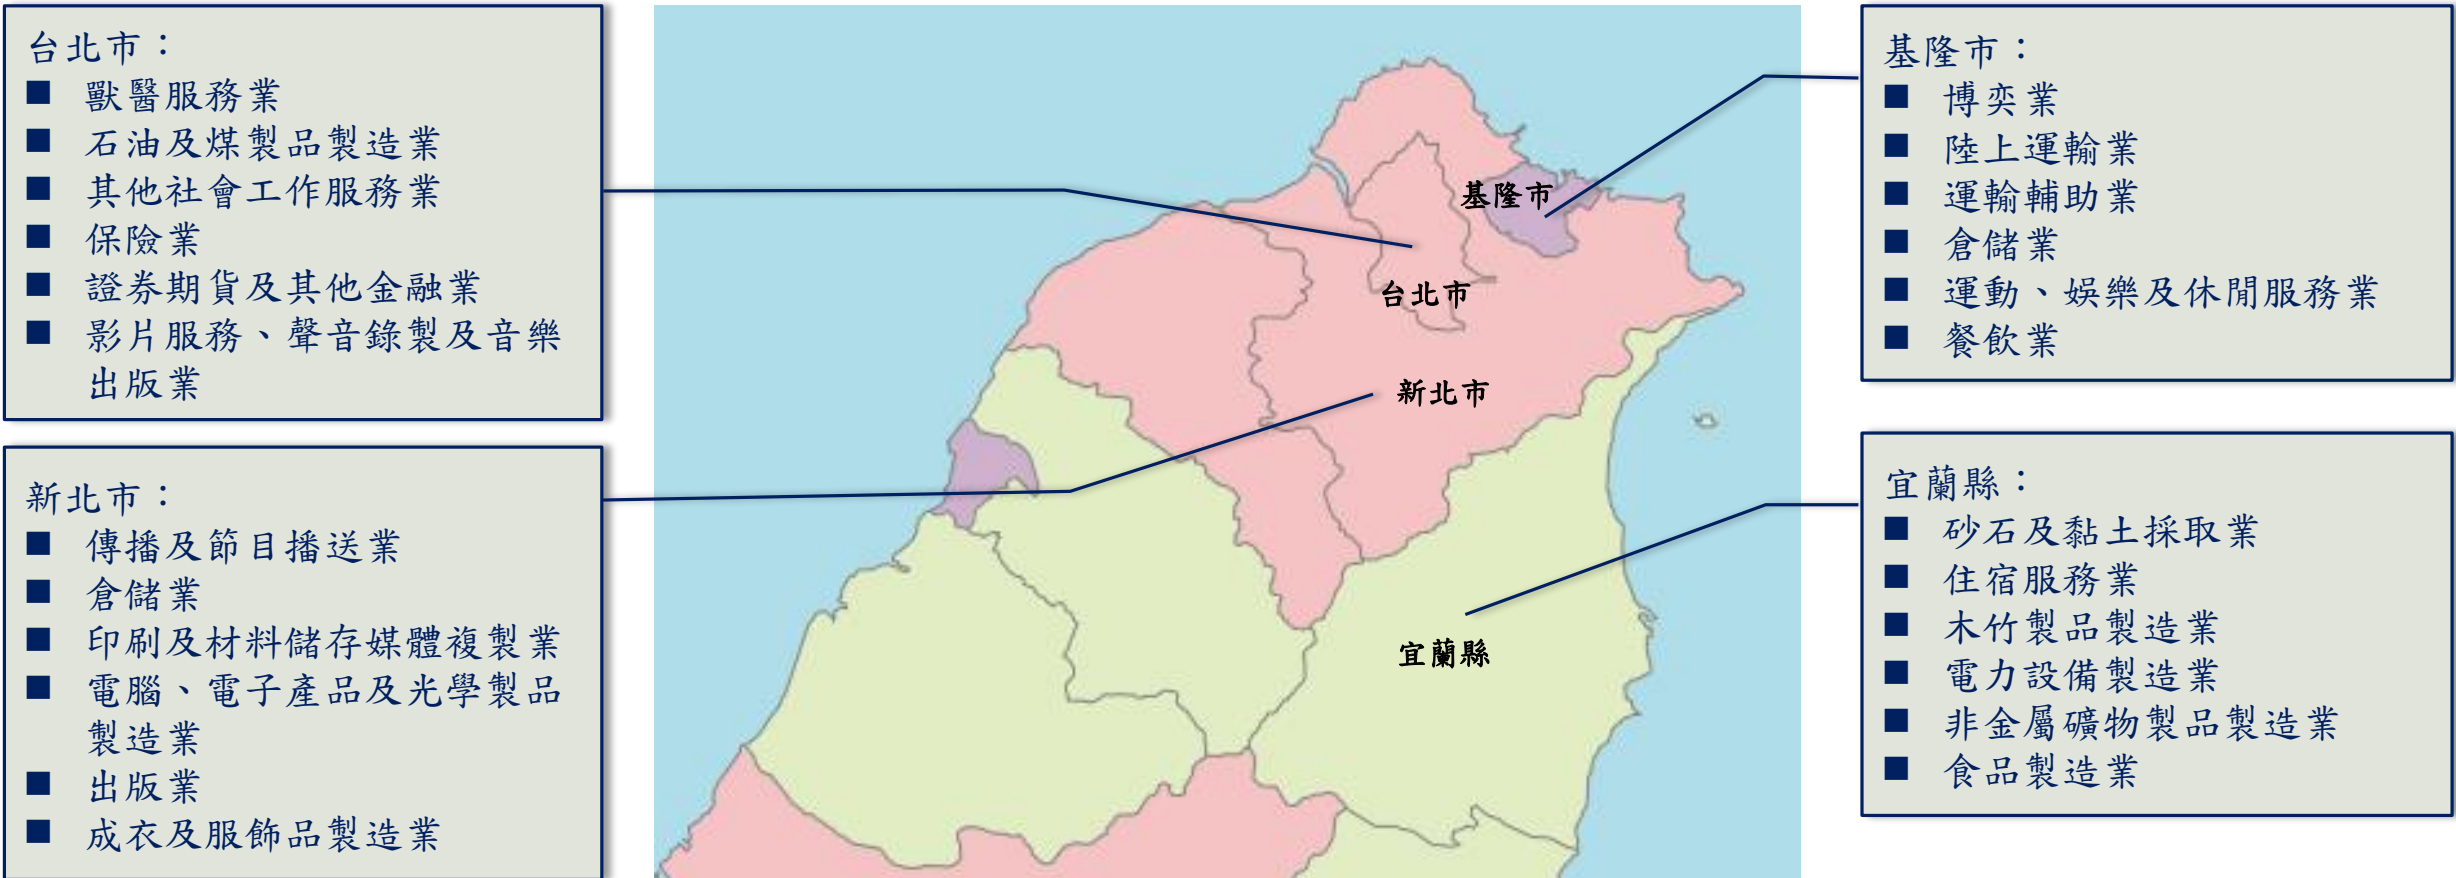 台北市：
■ 獸醫服務業
■ 石油及煤製品製造業
■ 其他社會工作服務業
■ 保險業
■ 證券期貨及其他金融業
■ 影片服務、聲音錄製及音樂
出版業
新北市：
■ 傳播及節目播送業
■ 倉儲業
■ 印刷及材料儲存媒體複製業
■ 電腦、電子產品及光學製品
製造業
■ 出版業
■ 成衣及服飾品製造業
基隆市
台北市
新北市
宜蘭縣
基隆市：
■ 博奕業
■ 陸上運輸業
■ 運輸輔助業
■ 倉儲業
■ 運動、娛樂及休閒服務業
■ 餐飲業
宜蘭縣：
■ 砂石及黏土採取業
■ 住宿服務業
■ 木竹製品製造業
■ 電力設備製造業
■ 非金屬礦物製品製造業
■ 食品製造業